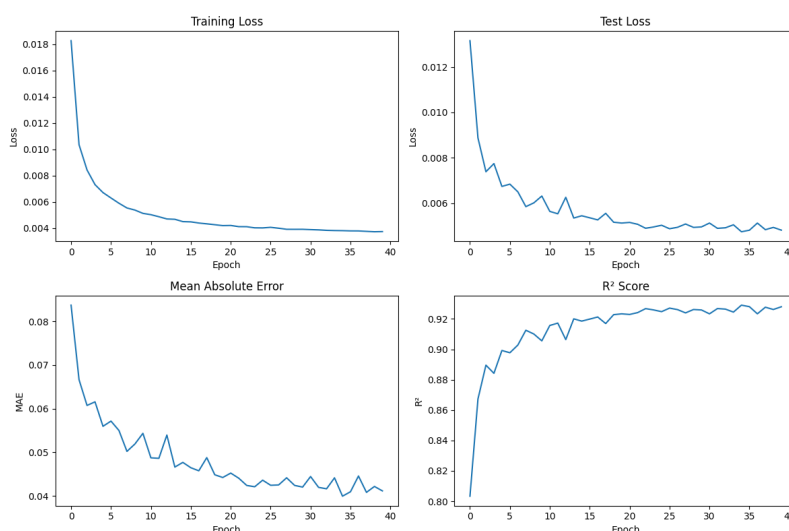 Training Loss
Loss
0.018
0.016
0.014
0.012
0.010
0.008
0.006
0.004
0 5 10 15 20 25 30 35 40
Epoch
Test Loss
Loss
0.012
0.010
0.008
0.006
0 5 10 15 20 25 30 35 40
Epoch
Mean Absolute Error
MAE
0.08
0.07
0.06
0.05
0.04
0 5 10 15 20 25 30 35 40
Epoch
R² Score
R²
0.92
0.90
0.88
0.86
0.84
0.82
0.80
0 5 10 15 20 25 30 35 40
Epoch